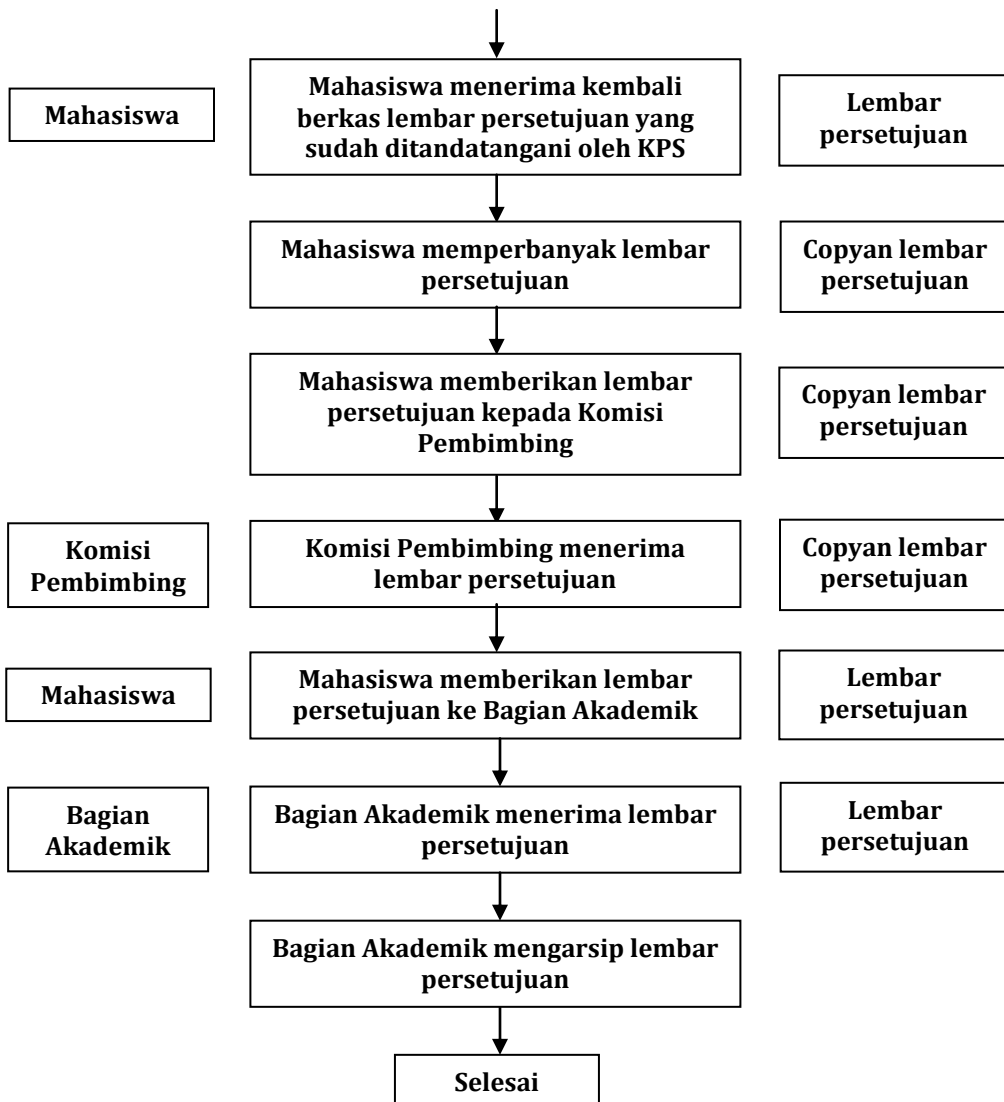 Mahasiswa
Mahasiswa menerima kembali
berkas lembar persetujuan yang
sudah ditandatangani oleh KPS
Lembar
persetujuan
Mahasiswa memperbanyak lembar
persetujuan
Copyan lembar
persetujuan
Mahasiswa memberikan lembar
persetujuan kepada Komisi
Pembimbing
Copyan lembar
persetujuan
Komisi
Pembimbing
Komisi Pembimbing menerima
lembar persetujuan
Copyan lembar
persetujuan
Mahasiswa
Mahasiswa memberikan lembar
persetujuan ke Bagian Akademik
Lembar
persetujuan
Bagian
Akademik
Bagian Akademik menerima lembar
persetujuan
Lembar
persetujuan
Bagian Akademik mengarsip lembar
persetujuan
Selesai